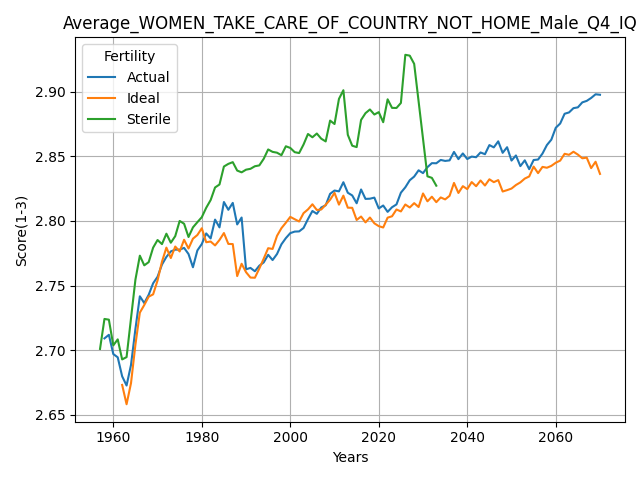 Average_WOMEN_TAKE_CARE_OF_COUNTRY_NOT_HOME_Male_Q4_IQ
Fertility
Actual
Ideal
Sterile
2.90
2.85
2.80
2.75
2.70
2.65
Score(1-3)
1960 1980 2000 2020 2040 2060
Years